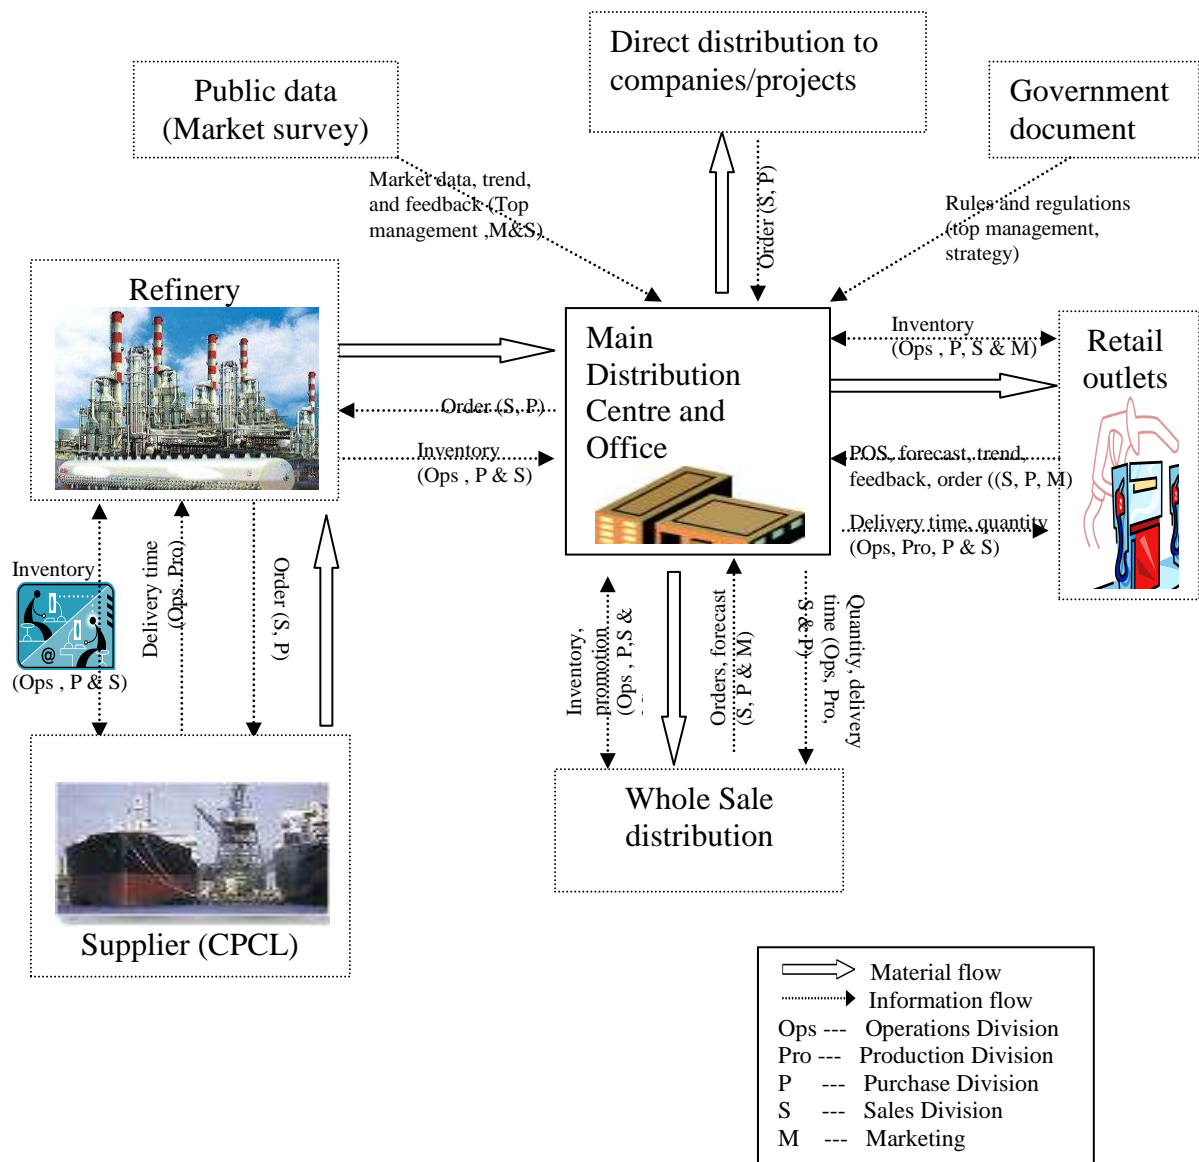 Direct distribution to
companies/projects
Public data
(Market survey)
Government
document
Market data, trend,
and feedback (Top
management ,M&S)
Order (S, P)
Rules and regulations
(top management,
strategy)
Refinery
Main
Distribution
Centre and
Office
Inventory
(Ops , P, S & M)
Retail
outlets
Order (S, P)
Inventory
(Ops , P & S)
POS, forecast, trend,
feedback, order ((S, P, M)
Delivery time, quantity
(Ops, Pro, P & S)
Inventory
@
(Ops , P & S)
Delivery time
(Ops, Pro)
Order (S, P)
Inventory,
promotion
(Ops , P,S &
Orders, forecast
(S, P & M)
Quantity, delivery
time (Ops, Pro,
S & P)
Whole Sale
distribution
Supplier (CPCL)
Material flow
Information flow
Ops --- Operations Division
Pro --- Production Division
P --- Purchase Division
S --- Sales Division
M --- Marketing